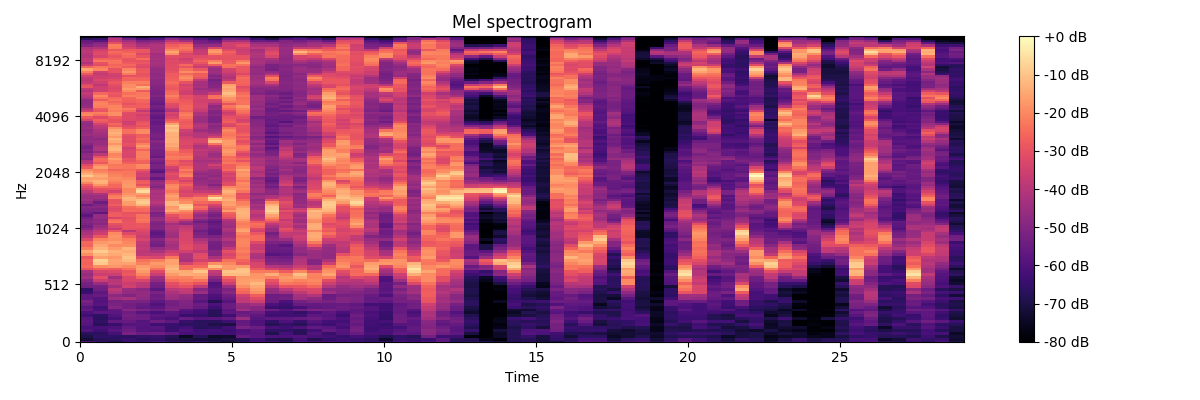 Mel spectrogram
8192
4096
2048
1024
512
0
Hz
0 5 10 15 20 25
Time
+0 dB
-10 dB
-20 dB
-30 dB
-40 dB
-50 dB
-60 dB
-70 dB
-80 dB